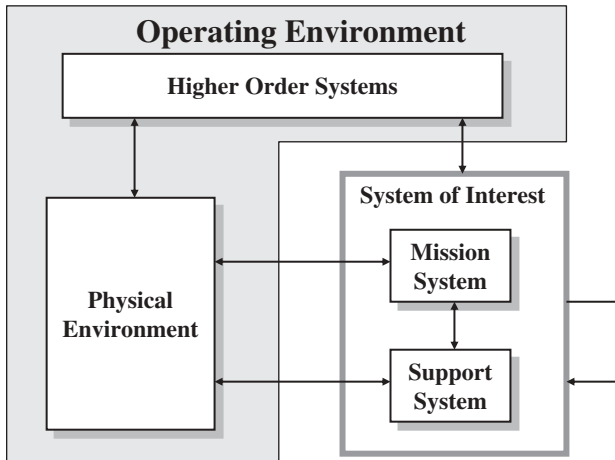 Operating Environment
Higher Order Systems
System of Interest
Mission
System
Physical
Environment
Support
System